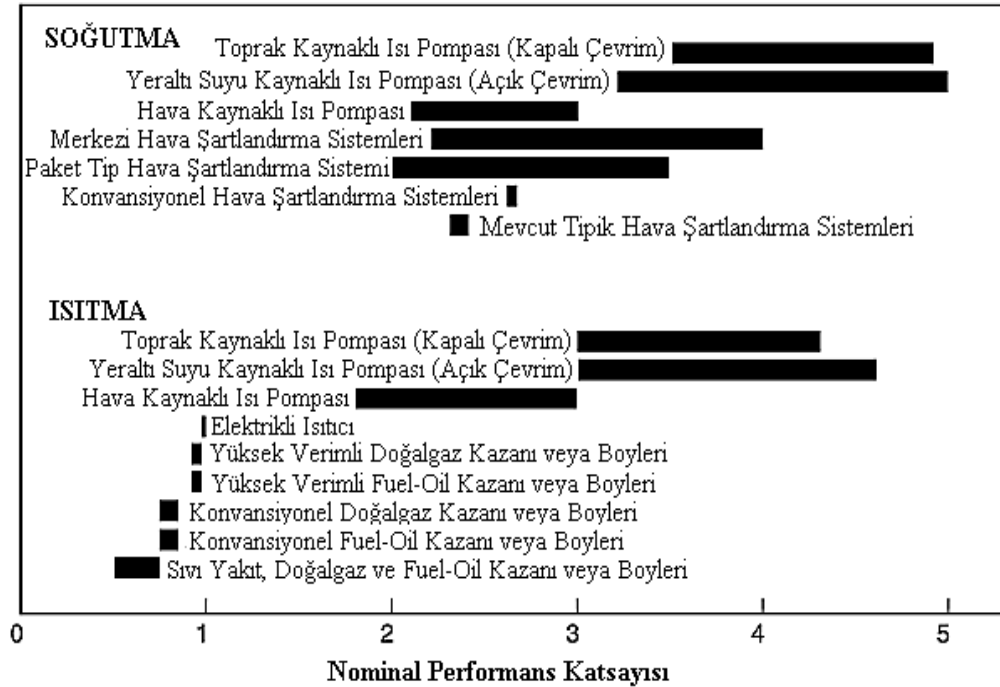 SOĞUTMA
Toprak Kaynaklı Isı Pompası (Kapalı Çevrim)
Yeraltı Suyu Kaynaklı Isı Pompası (Açık Çevrim)
Hava Kaynaklı Isı Pompası
Merkezi Hava Şartlandırma Sistemleri
Paket Tip Hava Şartlandırma Sistemi
Konvansiyonel Hava Şartlandırma Sistemleri
Mevcut Tipik Hava Şartlandırma Sistemleri
ISITMA
Toprak Kaynaklı Isı Pompası (Kapalı Çevrim)
Yeraltı Suyu Kaynaklı Isı Pompası (Açık Çevrim)
Hava Kaynaklı Isı Pompası
Elektrikli Isıtıcı
Yüksek Verimli Doğalgaz Kazanı veya Boyleri
Yüksek Verimli Fuel-Oil Kazanı veya Boyleri
Konvansiyonel Doğalgaz Kazanı veya Boyleri
Konvansiyonel Fuel-Oil Kazanı veya Boyleri
Sıvı Yakıt, Doğalgaz ve Fuel-Oil Kazanı veya Boyleri
0 1 2 3 4 5
Nominal Performans Katsayısı